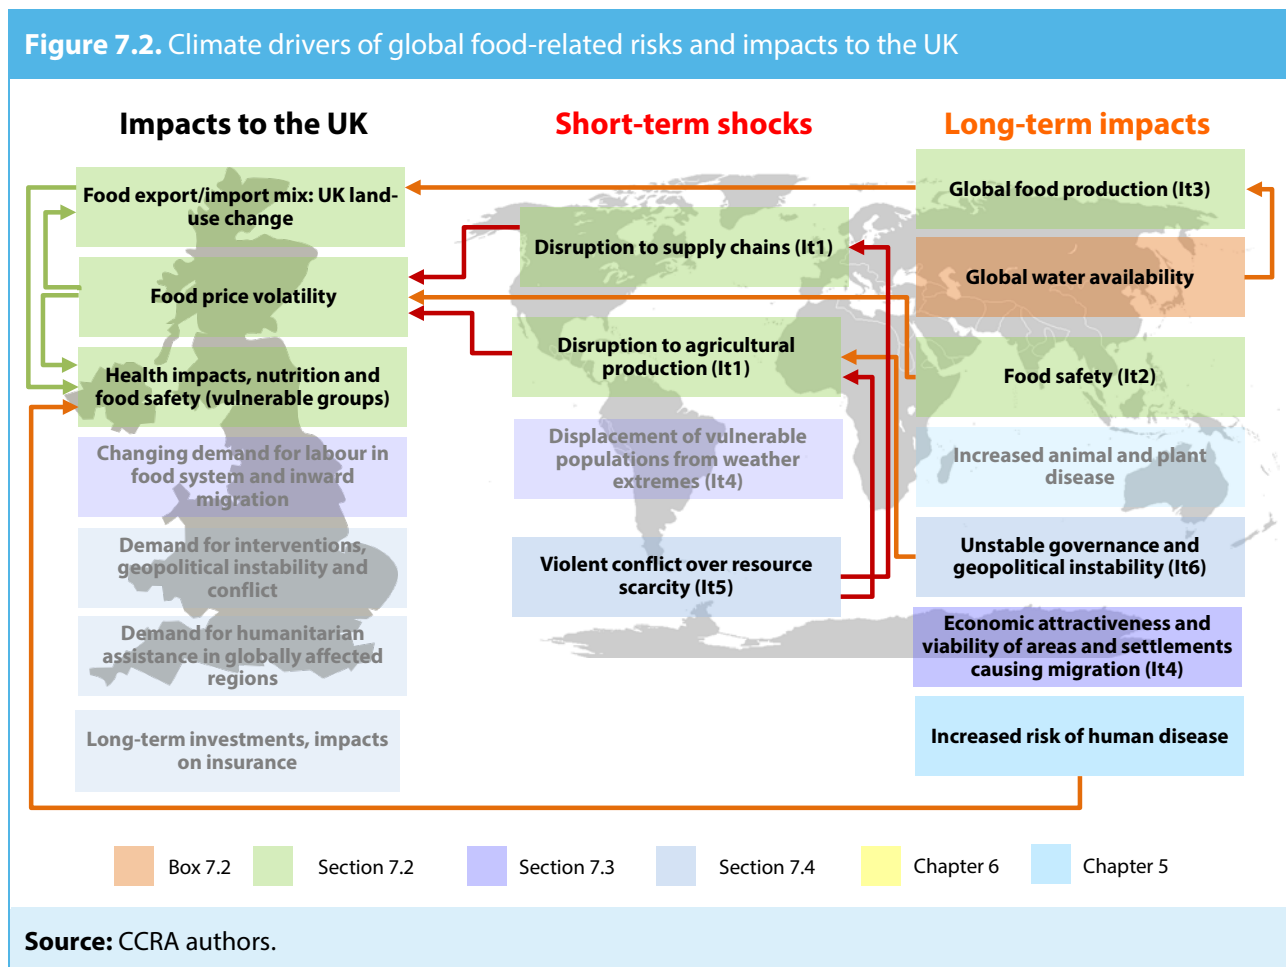 Figure 7.2. Climate drivers of global food-related risks and impacts to the UK
Impacts to the UK
Food export/import mix: UK land-
use change
Food price volatility
Health impacts, nutrition and
food safety (vulnerable groups)
Changing demand for labour in
food system and inward
migration
Demand for interventions,
geopolitical instability and
conflict
Demand for humanitarian
assistance in globally affected
regions
Long-term investments, impacts
on insurance
Short-term shocks
Disruption to supply chains (It1)
Disruption to agricultural
production (It1)
Displacement of vulnerable
populations from weather
extremes (It4)
Violent conflict over resource
scarcity (It5)
Long-term impacts
Global food production (It3)
Global water availability
Food safety (It2)
Increased animal and plant
disease
Unstable governance and
geopolitical instability (It6)
Economic attractiveness and
viability of areas and settlements
causing migration (It4)
Increased risk of human disease
Box 7.2
Section 7.2
Section 7.3
Section 7.4
Chapter 6
Chapter 5
Source: CCRA authors.